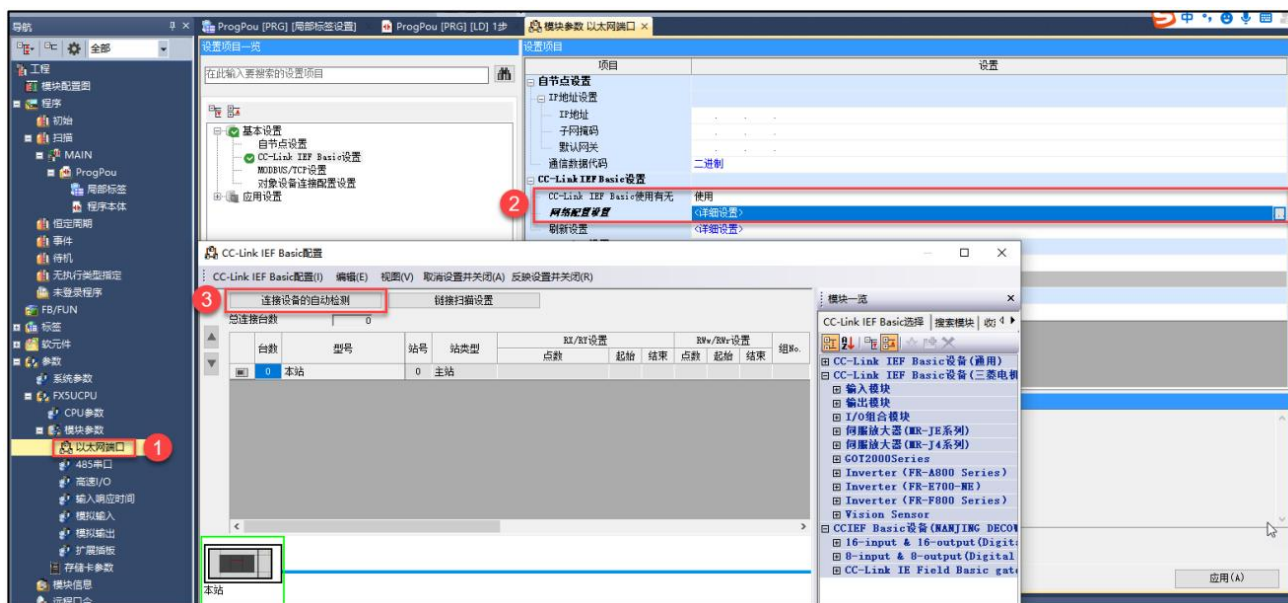 导航
ProgPou [PRG] [局部标签设置]
ProgPou [PRG] [LD] 1步
模块参数 以太网端口
中
全部
工程
模块配置图
程序
初始
扫描
MAIN
ProgPou
局部标签
程序本体
恒定周期
事件
待机
无执行类型指定
未登录程序
FB/FUN
标签
软元件
参数
系统参数
FX5UCPU
CPU参数
模块参数
以太网端口
1
485串口
高速I/O
输入响应时间
模拟输入
模拟输出
扩展插板
存储卡参数
模块信息
远程口令
设置项目一览
在此输入要搜索的设置项目
基本设置
自节点设置
CC-Link IEF Basic设置
MODBUS/TCP设置
对象设备连接配置设置
应用设置
设置项目
项目 设置
自节点设置
IP地址设置
IP地址 . . .
子网掩码 . . .
默认网关 . . .
通信数据代码 二进制
CC-Link IEF Basic设置
2
CC-Link IEF Basic使用有无 使用
网络配置设置 <详细设置>
刷新设置 <详细设置>
CC-Link IEF Basic配置
CC-Link IEF Basic配置(I) 编辑(E) 视图(V) 取消设置并关闭(A) 反映设置并关闭(R)
3
连接设备的自动检测 链接扫描设置
总连接台数 0
台数 型号 站号 站类型 RX/RY设置 RWw/RWr设置 组No.
点数 起始 结束 点数 起始 结束
0 本站 0 主站
本站
模块一览
CC-Link IEF Basic选择 搜索模块
CC-Link IEF Basic设备(通用)
CC-Link IEF Basic设备(三菱电机
输入模块
输出模块
I/O组合模块
伺服放大器(MR-JE系列)
伺服放大器(MR-J4系列)
GOT2000Series
Inverter (FR-A800 Series)
Inverter (FR-E700-NE)
Inverter (FR-F800 Series)
Vision Sensor
CCIEF Basic设备(NANJING DECOW
16-input & 16-output(Digit
8-input & 8-output(Digital
CC-Link IE Field Basic gat
应用(A)